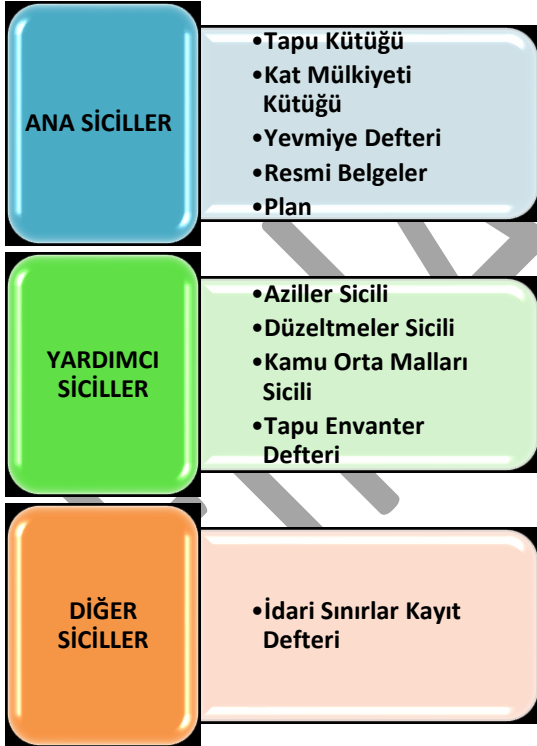 ANA SİCİLLER
•Tapu Kütüğü
•Kat Mülkiyeti
Kütüğü
•Yevmiye Defteri
•Resmi Belgeler
•Plan
YARDIMCI
SİCİLLER
•Aziller Sicili
•Düzeltmeler Sicili
•Kamu Orta Malları
Sicili
•Tapu Envanter
Defteri
DİĞER
SİCİLLER
•İdari Sınırlar Kayıt
Defteri